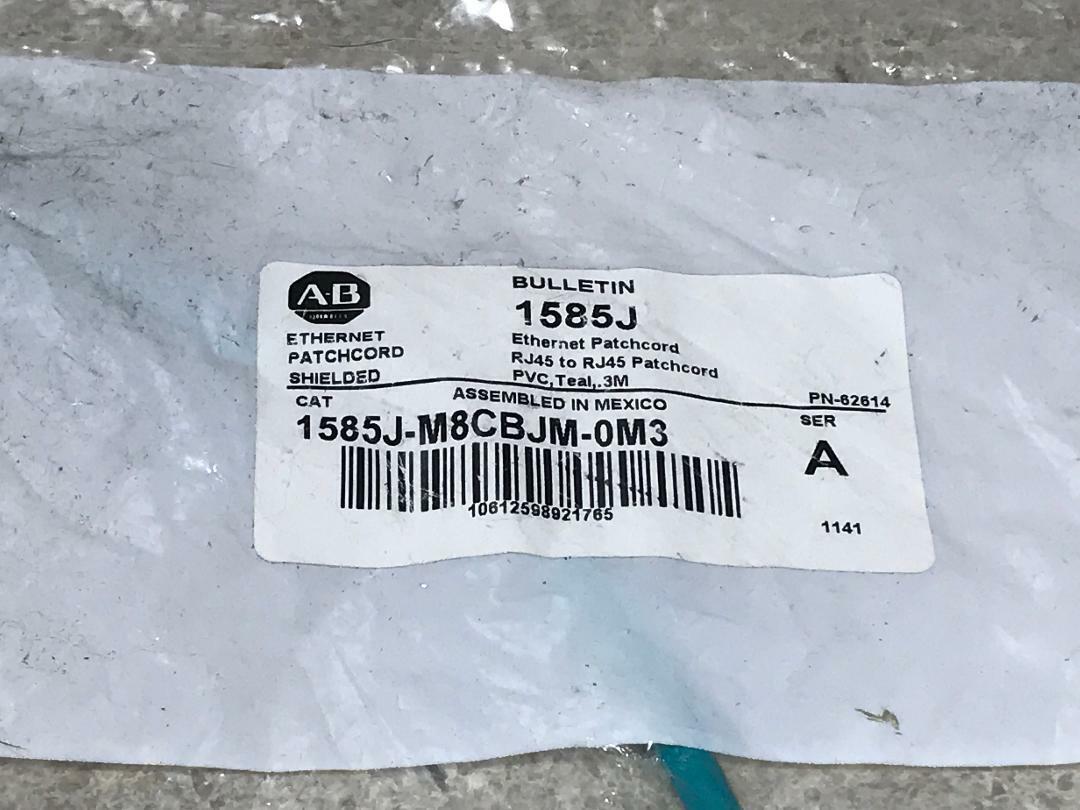 A-B
BULLETIN
1585J
ETHERNET
PATCHCORD
SHIELDED
Ethernet Patchcord
RJ45 to RJ45 Patchcord
PVC,Teal,.3M
PN-62614
CAT
ASSEMBLED IN MEXICO
SER
1585J-M8CBJM-0M3
A
10612598921765
1141